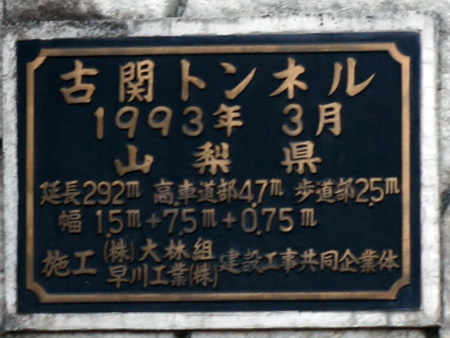 古関トンネル
1993年 3月
山梨県
延長292m 高.車道部4.7m 歩道部2.5m
幅 1.5m+7.5m+0.75m
施工 (株)大林組 建設工事共同企業体
早川工業(株)